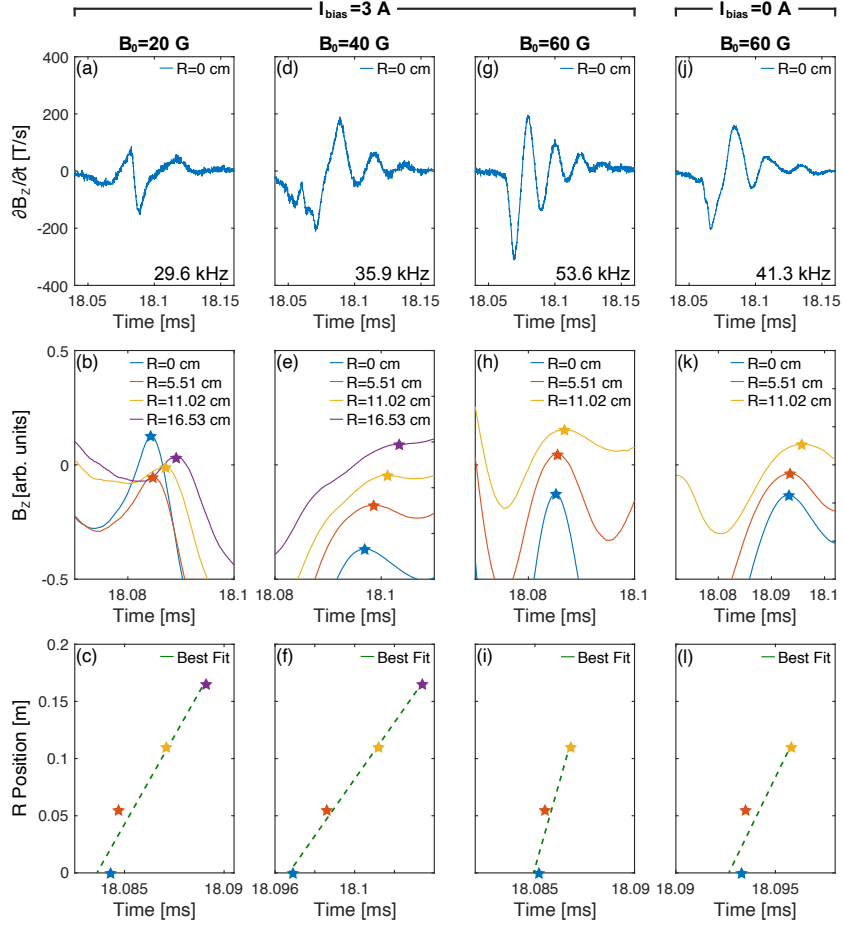 I_bias=3 A I_bias=0 A
B_0=20 G B_0=40 G B_0=60 G B_0=60 G
(a) R=0 cm (d) R=0 cm (g) R=0 cm (j) R=0 cm
400
200
0
-200
-400
∂B_Z/∂t [T/s]
29.6 kHz 35.9 kHz 53.6 kHz 41.3 kHz
18.05 18.1 18.15 18.05 18.1 18.15 18.05 18.1 18.15 18.05 18.1 18.15
Time [ms] Time [ms] Time [ms] Time [ms]
(b) R=0 cm (e) R=0 cm (h) R=0 cm (k) R=0 cm
R=5.51 cm R=5.51 cm R=5.51 cm R=5.51 cm
R=11.02 cm R=11.02 cm R=11.02 cm R=11.02 cm
R=16.53 cm R=16.53 cm
0.5
0
-0.5
B_Z [arb. units]
18.08 18.1 18.08 18.1 18.08 18.1 18.08 18.09 18.1
Time [ms] Time [ms] Time [ms] Time [ms]
(c) Best Fit (f) Best Fit (i) Best Fit (l) Best Fit
0.2
0.15
0.1
0.05
0
R Position [m]
18.085 18.09 18.096 18.1 18.085 18.09 18.09 18.095
Time [ms] Time [ms] Time [ms] Time [ms]